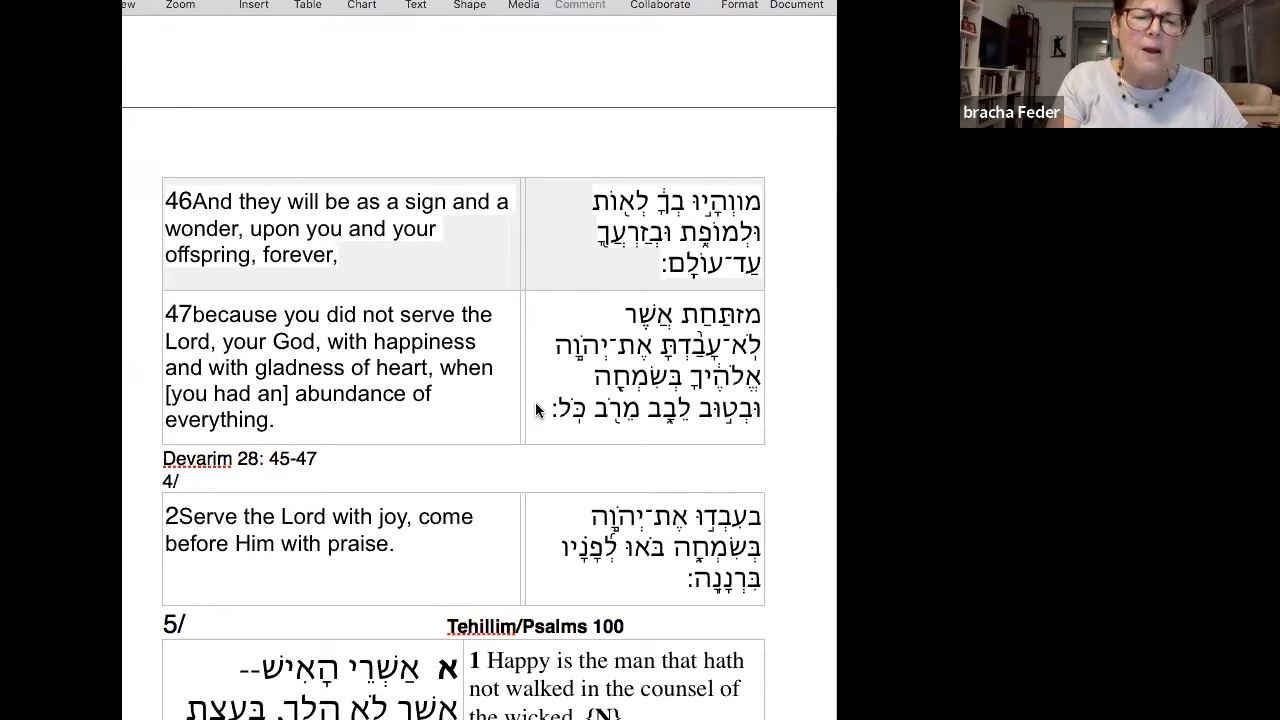 ew Zoom Insert Table Chart Text Shape Media Comment Collaborate Format Document
bracha Feder
46And they will be as a sign and a
wonder, upon you and your
offspring, forever,
מווְהָי֣וּ בְךָ֔ לְא֖וֹת
וּלְמוֹפֵ֑ת וּֽבְזַרְעֲךָ֖
עַד־עוֹלָֽם:
47because you did not serve the
Lord, your God, with happiness
and with gladness of heart, when
[you had an] abundance of
everything.
מזתַּ֗חַת אֲשֶׁ֤ר
לֹֽא־עָבַ֙דְתָּ֙ אֶת־יְהֹוָ֣ה
אֱלֹהֶ֔יךָ בְּשִׂמְחָ֖ה
וּבְט֣וּב לֵבָ֑ב מֵרֹ֖ב כֹּֽל:
Devarim 28: 45-47
4/
2Serve the Lord with joy, come
before Him with praise.
בעִבְד֣וּ אֶת־יְהֹוָ֣ה
בְּשִׂמְחָ֑ה בֹּ֥אוּ לְ֜פָנָ֗יו
בִּרְנָנָֽה:
5/ Tehillim/Psalms 100
א אַשְׁרֵי הָאִישׁ--
אֲשֶׁר לֹא הָלַךְ, בַּעֲצַת
1 Happy is the man that hath
not walked in the counsel of
the wicked, {N}